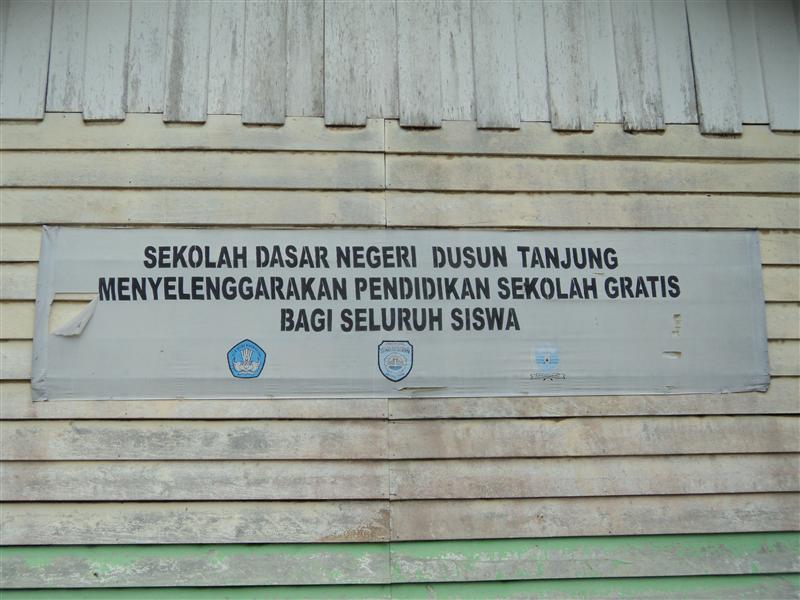 SEKOLAH DASAR NEGERI DUSUN TANJUNG
MENYELENGGARAKAN PENDIDIKAN SEKOLAH GRATIS
BAGI SELURUH SISWA